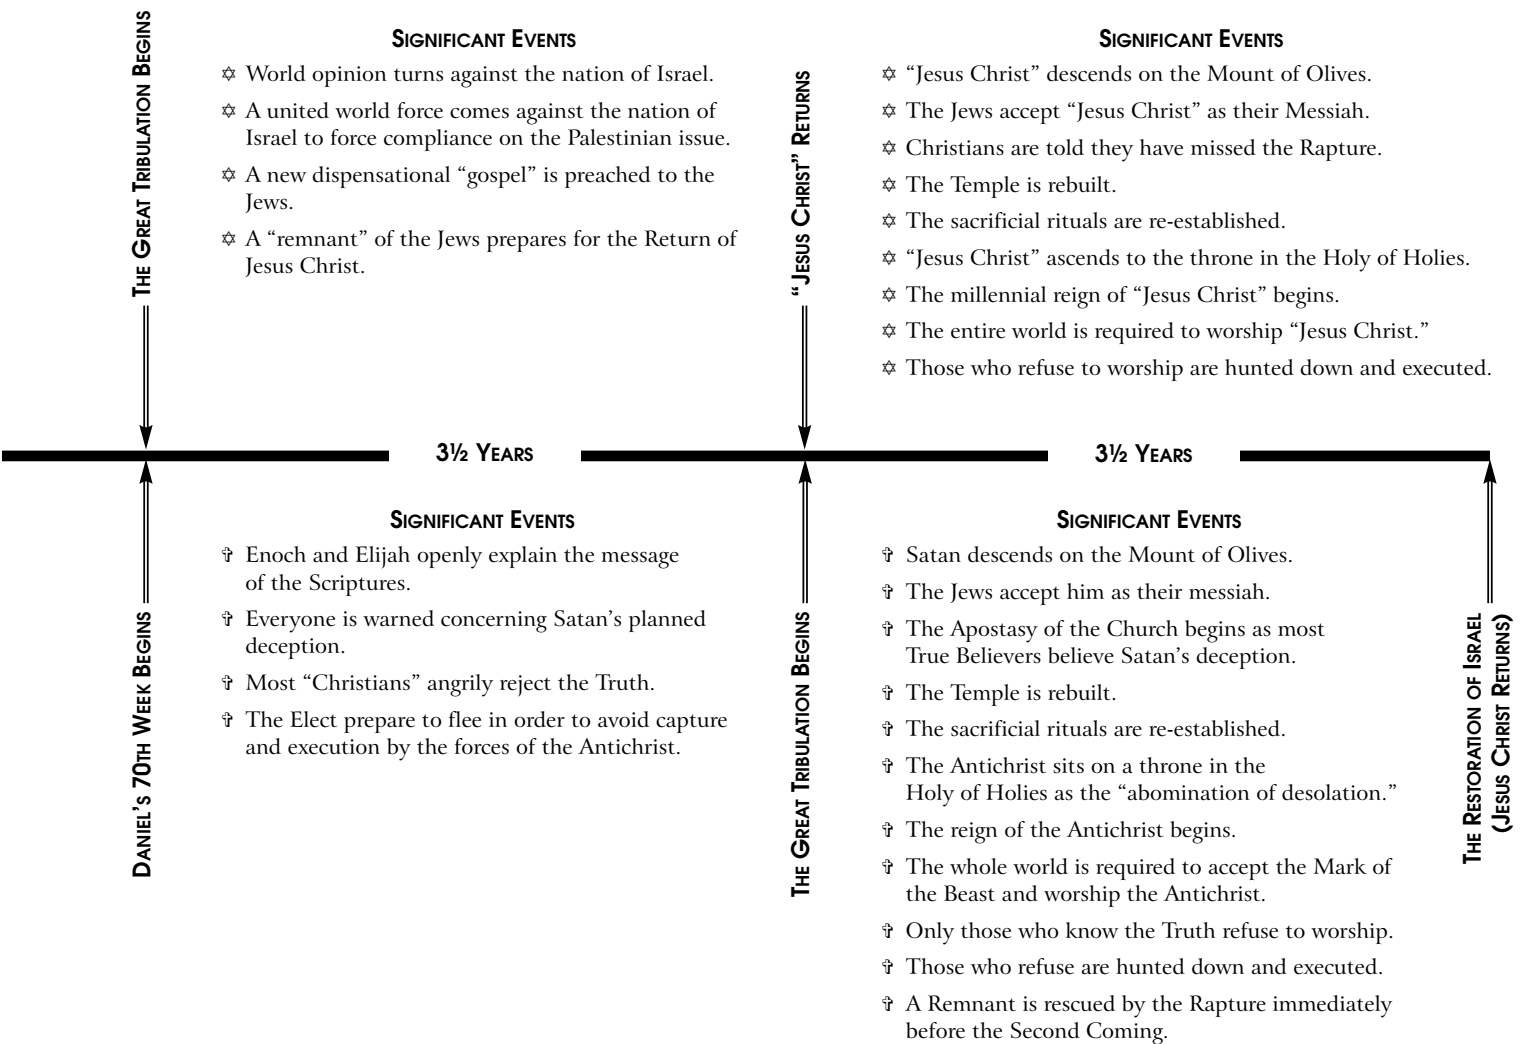 THE GREAT TRIBULATION BEGINS
SIGNIFICANT EVENTS
✡ World opinion turns against the nation of Israel.
✡ A united world force comes against the nation of
Israel to force compliance on the Palestinian issue.
✡ A new dispensational “gospel” is preached to the
Jews.
✡ A “remnant” of the Jews prepares for the Return of
Jesus Christ.
“JESUS CHRIST” RETURNS
SIGNIFICANT EVENTS
✡ “Jesus Christ” descends on the Mount of Olives.
✡ The Jews accept “Jesus Christ” as their Messiah.
✡ Christians are told they have missed the Rapture.
✡ The Temple is rebuilt.
✡ The sacrificial rituals are re-established.
✡ “Jesus Christ” ascends to the throne in the Holy of Holies.
✡ The millennial reign of “Jesus Christ” begins.
✡ The entire world is required to worship “Jesus Christ.”
✡ Those who refuse to worship are hunted down and executed.
3½ YEARS
3½ YEARS
DANIEL’S 70TH WEEK BEGINS
SIGNIFICANT EVENTS
✞ Enoch and Elijah openly explain the message
of the Scriptures.
✞ Everyone is warned concerning Satan’s planned
deception.
✞ Most “Christians” angrily reject the Truth.
✞ The Elect prepare to flee in order to avoid capture
and execution by the forces of the Antichrist.
THE GREAT TRIBULATION BEGINS
SIGNIFICANT EVENTS
✞ Satan descends on the Mount of Olives.
✞ The Jews accept him as their messiah.
✞ The Apostasy of the Church begins as most
True Believers believe Satan’s deception.
✞ The Temple is rebuilt.
✞ The sacrificial rituals are re-established.
✞ The Antichrist sits on a throne in the
Holy of Holies as the “abomination of desolation.”
✞ The reign of the Antichrist begins.
✞ The whole world is required to accept the Mark of
the Beast and worship the Antichrist.
✞ Only those who know the Truth refuse to worship.
✞ Those who refuse are hunted down and executed.
✞ A Remnant is rescued by the Rapture immediately
before the Second Coming.
THE RESTORATION OF ISRAEL
(JESUS CHRIST RETURNS)